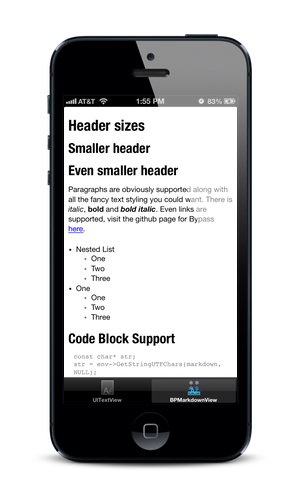 AT&T 1:55 PM 83%
Header sizes
Smaller header
Even smaller header
Paragraphs are obviously supported along with
all the fancy text styling you could want. There is
italic, bold and bold italic. Even links are
supported, visit the github page for Bypass
here.
• Nested List
• One
• Two
• Three
• One
• One
• Two
• Three
Code Block Support
const char* str;
str = env->GetStringUTFChars(markdown,
NULL);
UITextView BPMarkdownView